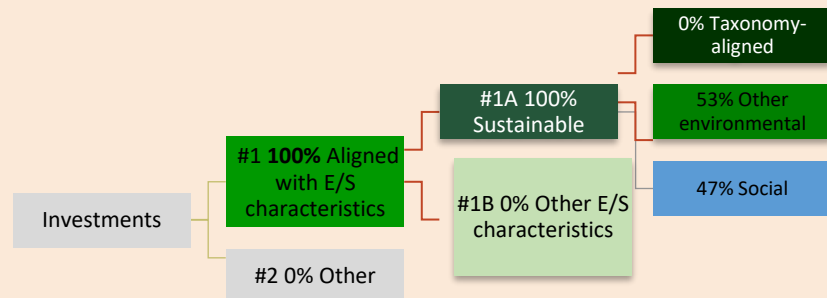 0% Taxonomy-
aligned
#1A 100%
Sustainable
53% Other
environmental
#1 100% Aligned
with E/S
characteristics
47% Social
#1B 0% Other E/S
characteristics
Investments
#2 0% Other